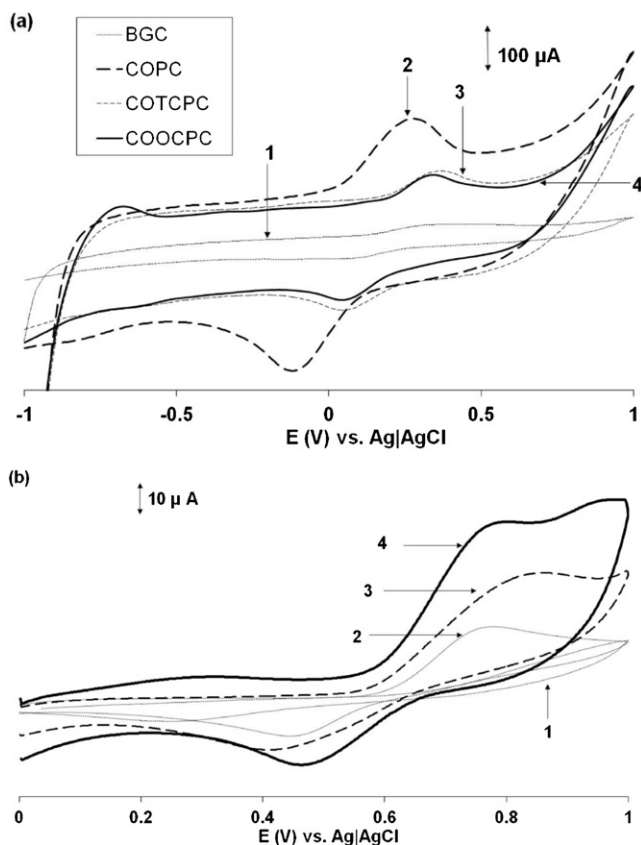 (a)
BGC
COPC
COTCPC
COOCPC
100 µA
2
3
1
4
-1 -0.5 0 0.5 1
E (V) vs. Ag|AgCl
(b)
10 µ A
4
3
2
1
0 0.2 0.4 0.6 0.8 1
E (V) vs. Ag|AgCl